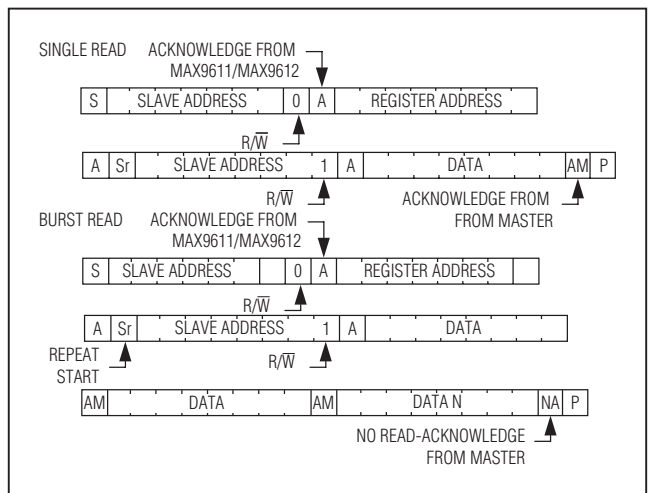 SINGLE READ ACKNOWLEDGE FROM
MAX9611/MAX9612
S SLAVE ADDRESS 0 A REGISTER ADDRESS
R/W̅
A Sr SLAVE ADDRESS 1 A DATA AM P
R/W̅ ACKNOWLEDGE FROM
FROM MASTER
BURST READ ACKNOWLEDGE FROM
MAX9611/MAX9612
S SLAVE ADDRESS 0 A REGISTER ADDRESS
R/W̅
A Sr SLAVE ADDRESS 1 A DATA
REPEAT
START
R/W̅
AM DATA AM DATA N NA P
NO READ-ACKNOWLEDGE
FROM MASTER